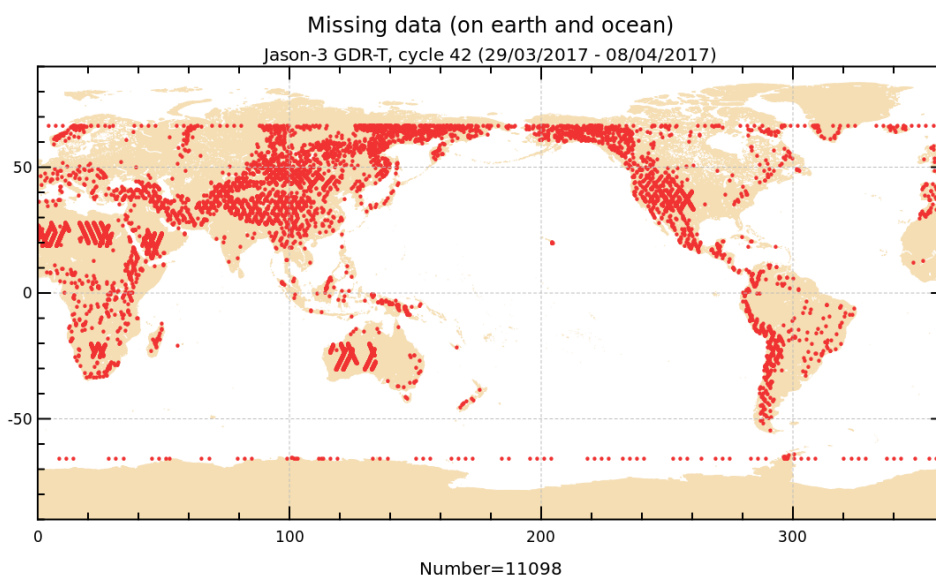 Missing data (on earth and ocean)
Jason-3 GDR-T, cycle 42 (29/03/2017 - 08/04/2017)
50
0
-50
0 100 200 300
Number=11098